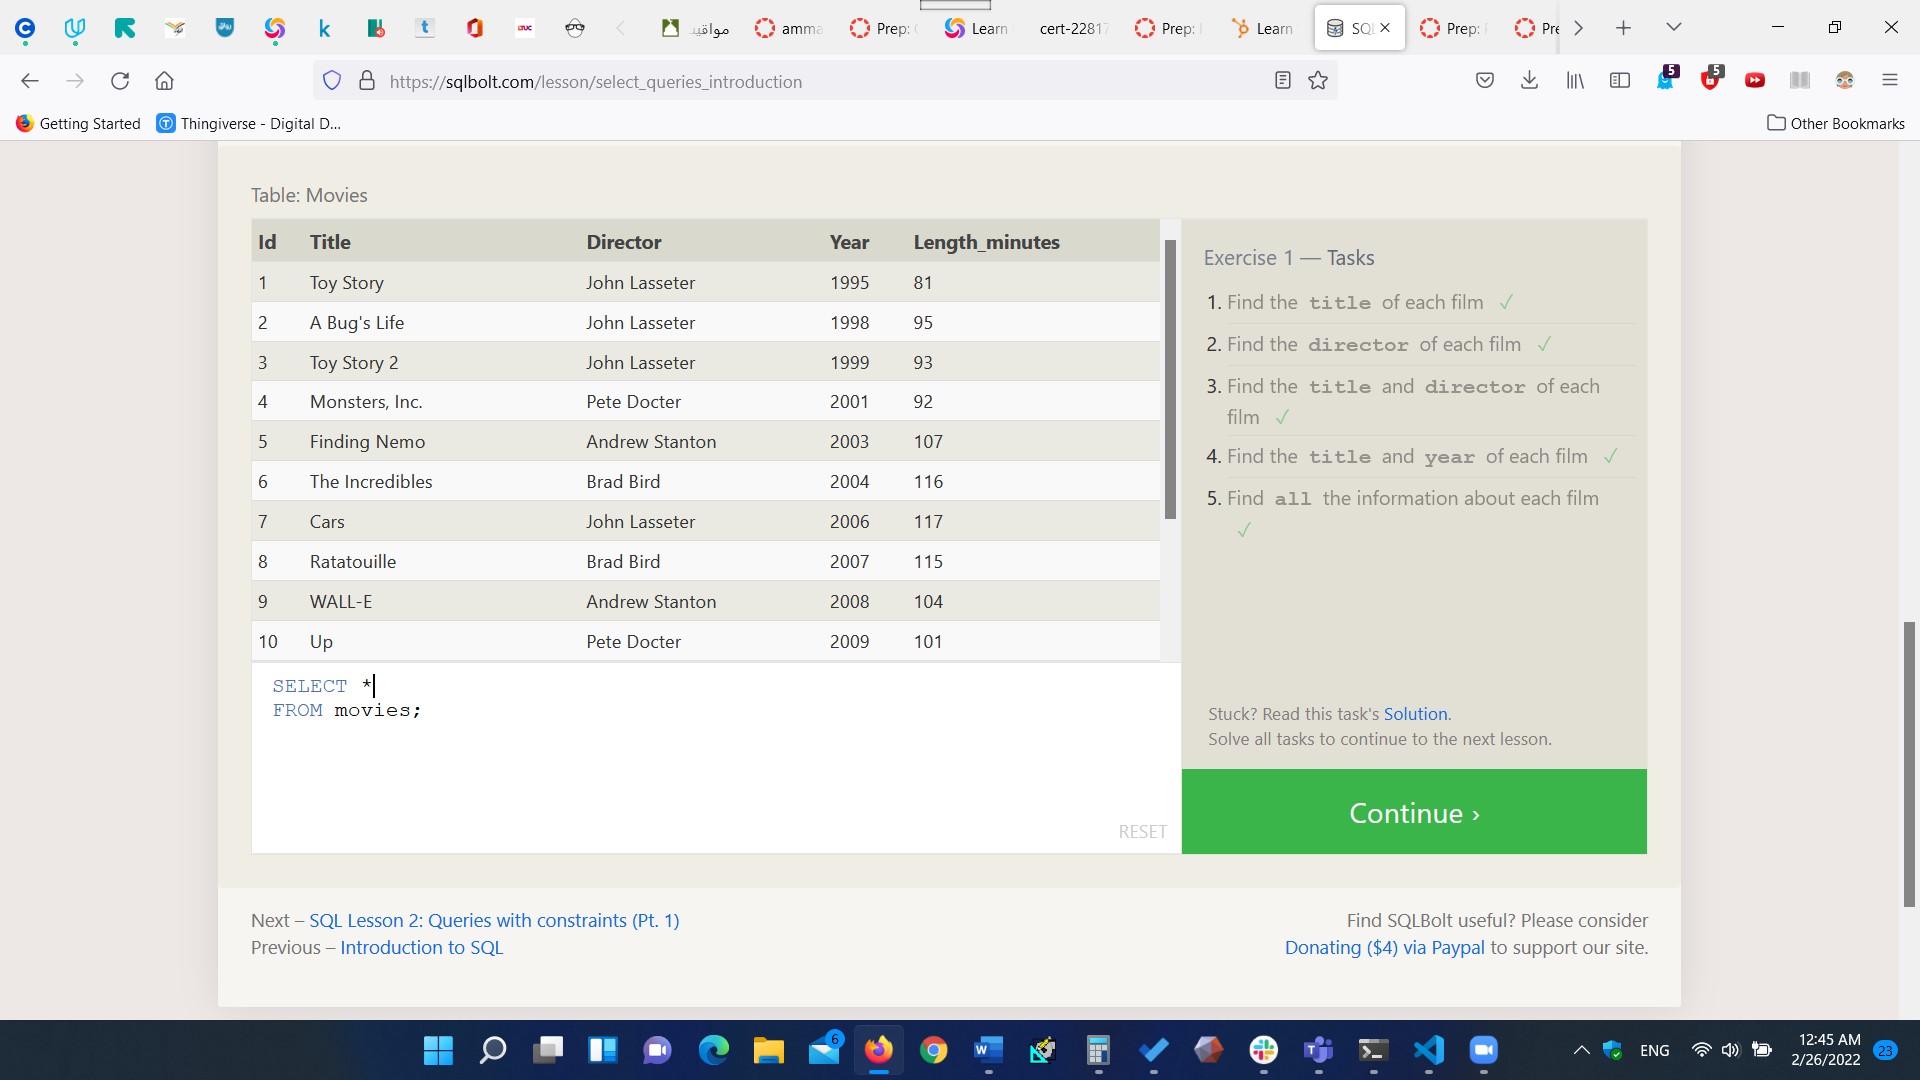 مواقيت
amma
Prep:
Learn
cert-22817
Prep:
Learn
SQL
Prep:
Pre
https://sqlbolt.com/lesson/select_queries_introduction
5
5
Getting Started
Thingiverse - Digital D...
Other Bookmarks
Table: Movies
Id Title Director Year Length_minutes
1 Toy Story John Lasseter 1995 81
2 A Bug's Life John Lasseter 1998 95
3 Toy Story 2 John Lasseter 1999 93
4 Monsters, Inc. Pete Docter 2001 92
5 Finding Nemo Andrew Stanton 2003 107
6 The Incredibles Brad Bird 2004 116
7 Cars John Lasseter 2006 117
8 Ratatouille Brad Bird 2007 115
9 WALL-E Andrew Stanton 2008 104
10 Up Pete Docter 2009 101
SELECT *
FROM movies;
RESET
Exercise 1 — Tasks
1. Find the title of each film ✓
2. Find the director of each film ✓
3. Find the title and director of each
film ✓
4. Find the title and year of each film ✓
5. Find all the information about each film
✓
Stuck? Read this task's Solution.
Solve all tasks to continue to the next lesson.
Continue ›
Next – SQL Lesson 2: Queries with constraints (Pt. 1)
Previous – Introduction to SQL
Find SQLBolt useful? Please consider
Donating ($4) via Paypal to support our site.
6
ENG
12:45 AM
2/26/2022
23